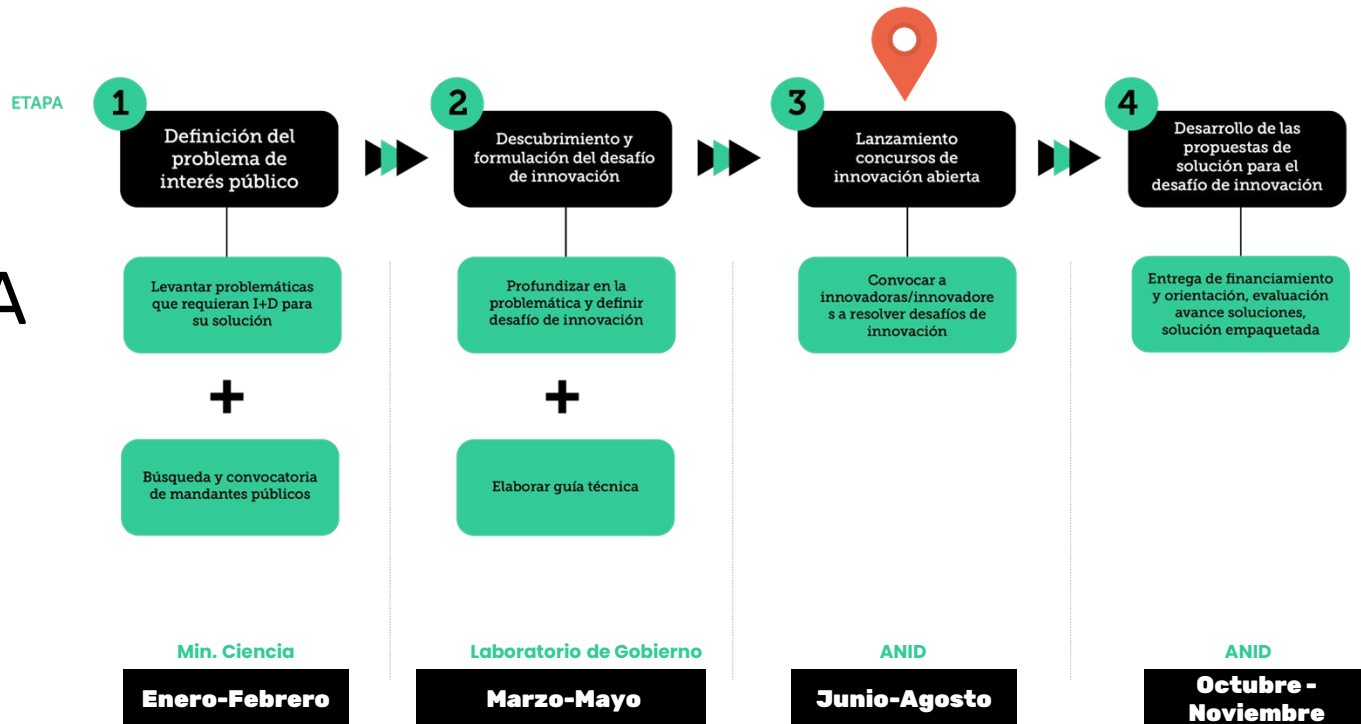 ETAPA
1
Definición del
problema de
interés público
2
Descubrimiento y
formulación del desafío
de innovación
3
Lanzamiento
concursos de
innovación abierta
4
Desarrollo de las
propuestas de
solución para el
desafío de innovación
A
Levantar problemáticas
que requieran I+D para
su solución
Profundizar en la
problemática y definir
desafío de innovación
Convocar a
innovadoras/innovadore
s a resolver desafíos de
innovación
Entrega de financiamiento
y orientación, evaluación
avance soluciones,
solución empaquetada
+
+
Búsqueda y convocatoria
de mandantes públicos
Elaborar guía técnica
Min. Ciencia
Laboratorio de Gobierno
ANID
ANID
Enero-Febrero
Marzo-Mayo
Junio-Agosto
Octubre -
Noviembre